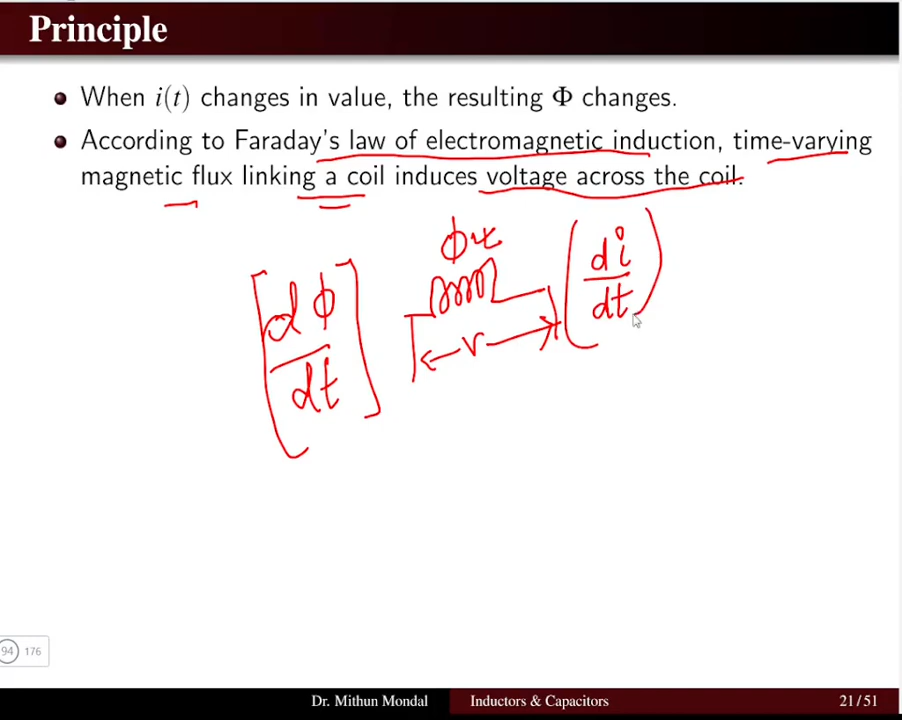 Principle
When i(t) changes in value, the resulting Φ changes.
According to Faraday's law of electromagnetic induction, time-varying
magnetic flux linking a coil induces voltage across the coil.
dϕ
dt
ϕ
v
di
dt
94 176
Dr. Mithun Mondal Inductors & Capacitors 21/51